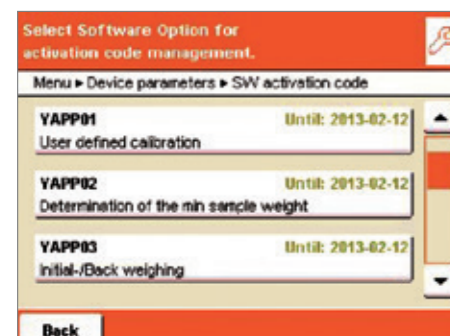 Select Software Option for
activation code management.
Menu ▸ Device parameters ▸ SW activation code
YAPP01 Until: 2013-02-12
User defined calibration
YAPP02 Until: 2013-02-12
Determination of the min sample weight
YAPP03 Until: 2013-02-12
Initial-/Back weighing
Back